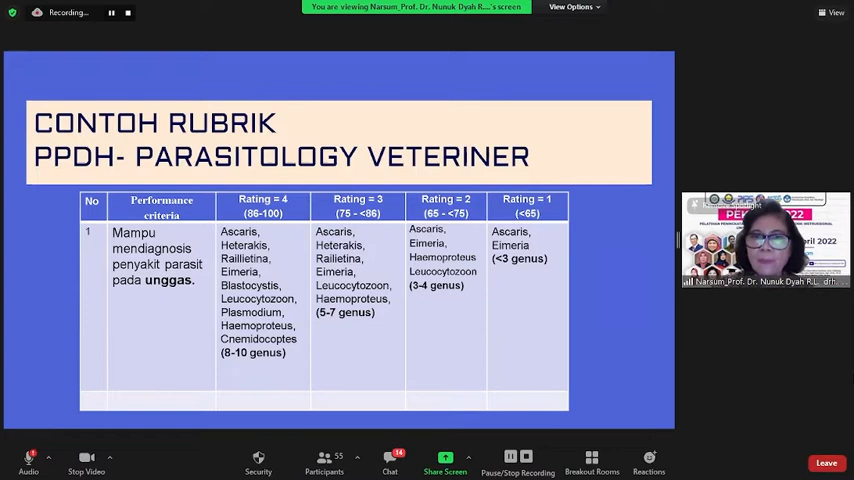 Recording...
You are viewing Narsum_Prof. Dr. Nunuk Dyah R....'s screen
View Options
View
CONTOH RUBRIK
PPDH- PARASITOLOGY VETERINER
No
Performance
criteria
Rating = 4
(86-100)
Rating = 3
(75 - <86)
Rating = 2
(65 - <75)
Rating = 1
(<65)
1
Mampu
mendiagnosis
penyakit parasit
pada unggas.
Ascaris,
Heterakis,
Raillietina,
Eimeria,
Blastocystis,
Leucocytozoon,
Plasmodium,
Haemoproteus,
Cnemidocoptes
(8-10 genus)
Ascaris,
Heterakis,
Railietina,
Eimeria,
Leucocytozoon,
Haemoproteus,
(5-7 genus)
Ascaris,
Eimeria,
Haemoproteus
Leucocytozoon
(3-4 genus)
Ascaris,
Eimeria
(<3 genus)
2022
April 2022
Narsum_Prof. Dr. Nunuk Dyah R.L. drh...
1
Audio
Stop Video
Security
55
Participants
14
Chat
Share Screen
Pause/Stop Recording
Breakout Rooms
Reactions
Leave